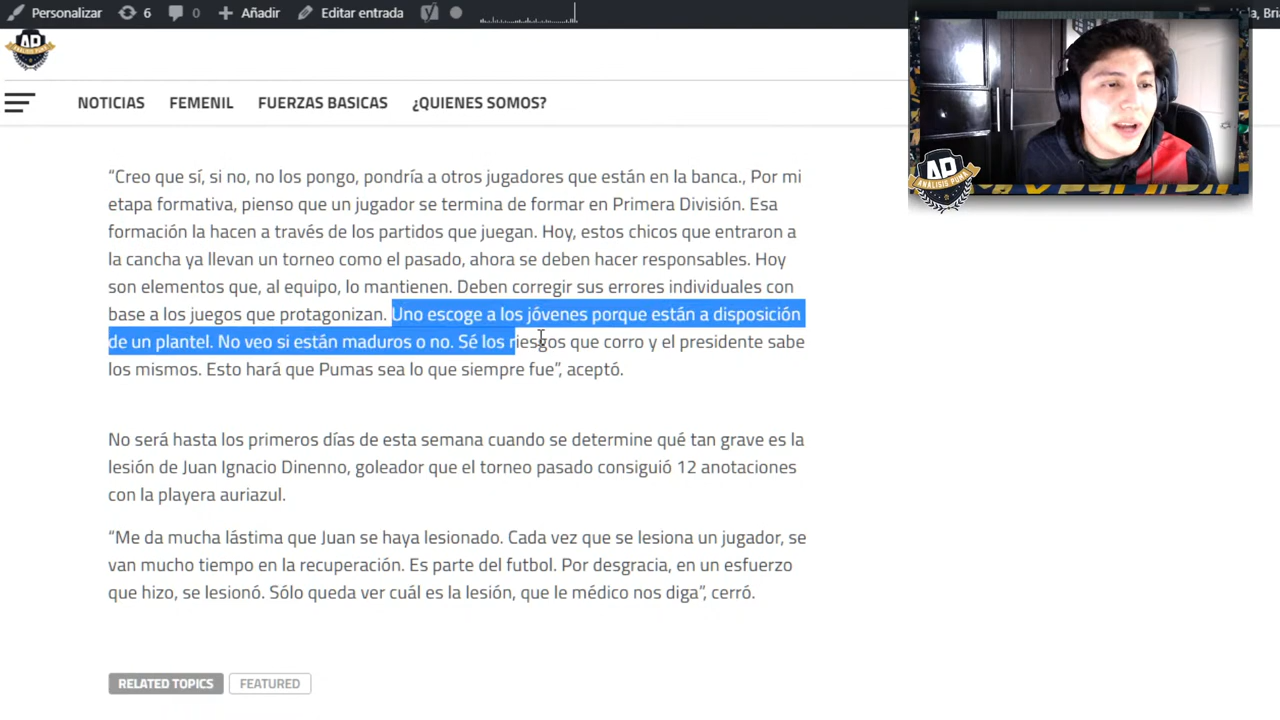 Personalizar 6 0 Añadir Editar entrada Hola, Bri
AP
ANÁLISIS PUMA
NOTICIAS FEMENIL FUERZAS BASICAS ¿QUIENES SOMOS?
“Creo que sí, si no, no los pongo, pondría a otros jugadores que están en la banca., Por mi
etapa formativa, pienso que un jugador se termina de formar en Primera División. Esa
formación la hacen a través de los partidos que juegan. Hoy, estos chicos que entraron a
la cancha ya llevan un torneo como el pasado, ahora se deben hacer responsables. Hoy
son elementos que, al equipo, lo mantienen. Deben corregir sus errores individuales con
base a los juegos que protagonizan. Uno escoge a los jóvenes porque están a disposición
de un plantel. No veo si están maduros o no. Sé los riesgos que corro y el presidente sabe
los mismos. Esto hará que Pumas sea lo que siempre fue”, aceptó.
No será hasta los primeros días de esta semana cuando se determine qué tan grave es la
lesión de Juan Ignacio Dinenno, goleador que el torneo pasado consiguió 12 anotaciones
con la playera auriazul.
“Me da mucha lástima que Juan se haya lesionado. Cada vez que se lesiona un jugador, se
van mucho tiempo en la recuperación. Es parte del futbol. Por desgracia, en un esfuerzo
que hizo, se lesionó. Sólo queda ver cuál es la lesión, que le médico nos diga”, cerró.
RELATED TOPICS FEATURED
AP
ANÁLISIS PUMA